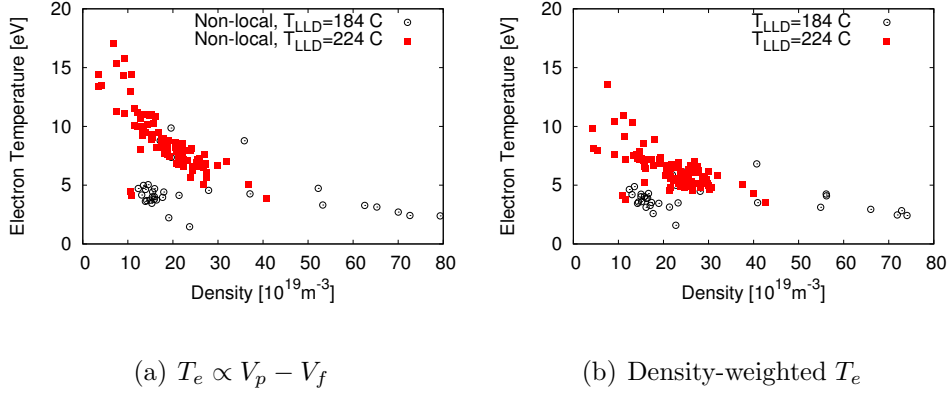 Electron Temperature [eV]
20
15
10
5
0
Non-local, T_LLD=184 C
Non-local, T_LLD=224 C
0 10 20 30 40 50 60 70 80
Density [10^19 m^-3]
(a) T_e ∝ V_p − V_f
Electron Temperature [eV]
20
15
10
5
0
T_LLD=184 C
T_LLD=224 C
0 10 20 30 40 50 60 70 80
Density [10^19 m^-3]
(b) Density-weighted T_e